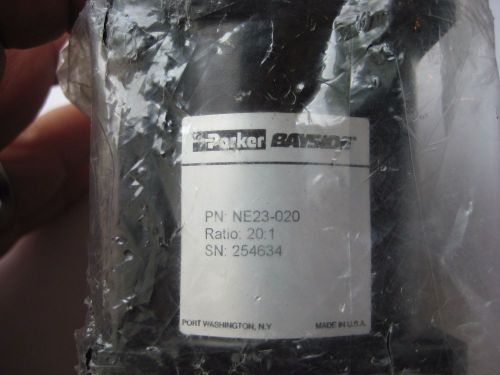 Parker BAYSIDE
PN: NE23-020
Ratio: 20:1
SN: 254634
PORT WASHINGTON, N.Y. MADE IN U.S.A.